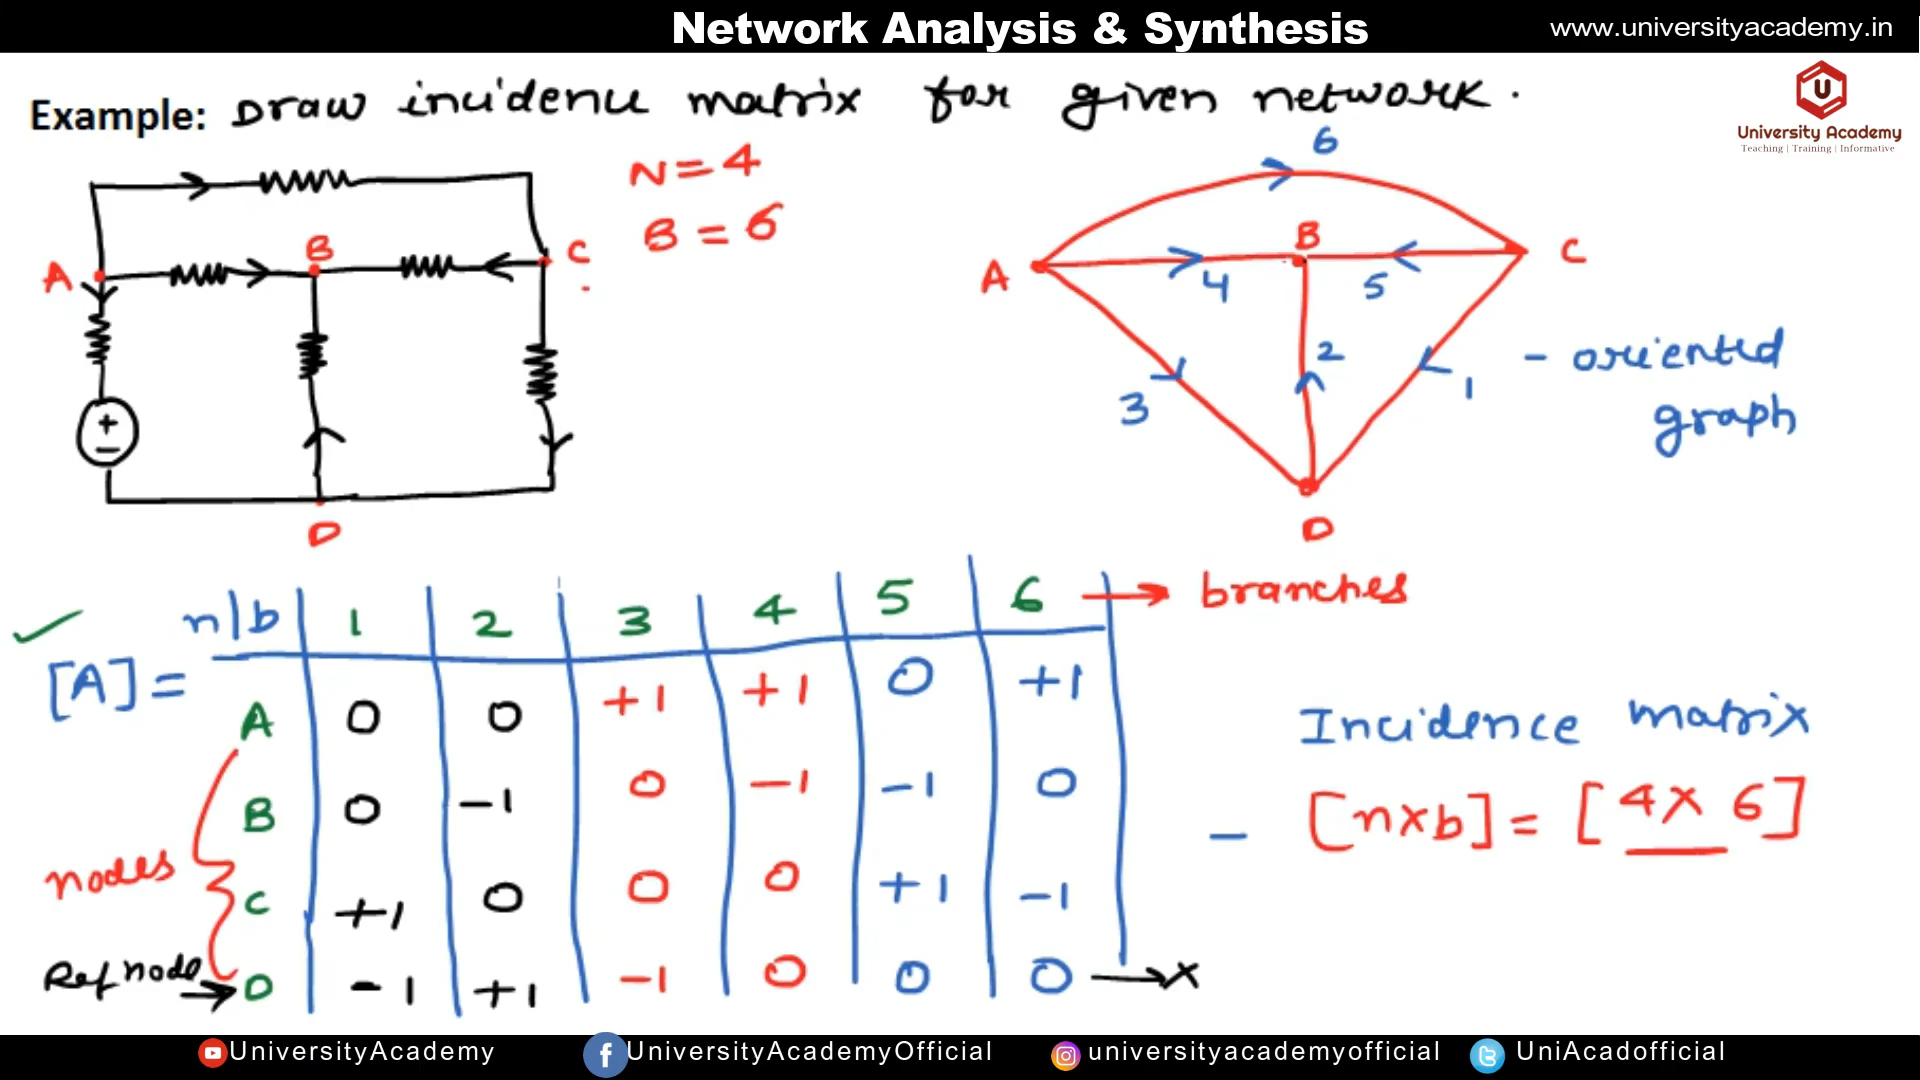 Network Analysis & Synthesis
www.universityacademy.in
U
University Academy
Teaching | Training | Informative
Example: Draw incidence matrix for given network.
N = 4
B = 6
A
B
C
D
+
−
6
A
B
C
4
5
3
2
1
D
- oriented
graph
n|b 1 2 3 4 5 6 → branches
[A] =
A 0 0 +1 +1 0 +1
B 0 -1 0 -1 -1 0
C +1 0 0 0 +1 -1
D -1 +1 -1 0 0 0 → x
nodes
Ref node →
Incidence matrix
- [n×b] = [4×6]
UniversityAcademy
f UniversityAcademyOfficial
universityacademyofficial
UniAcadofficial